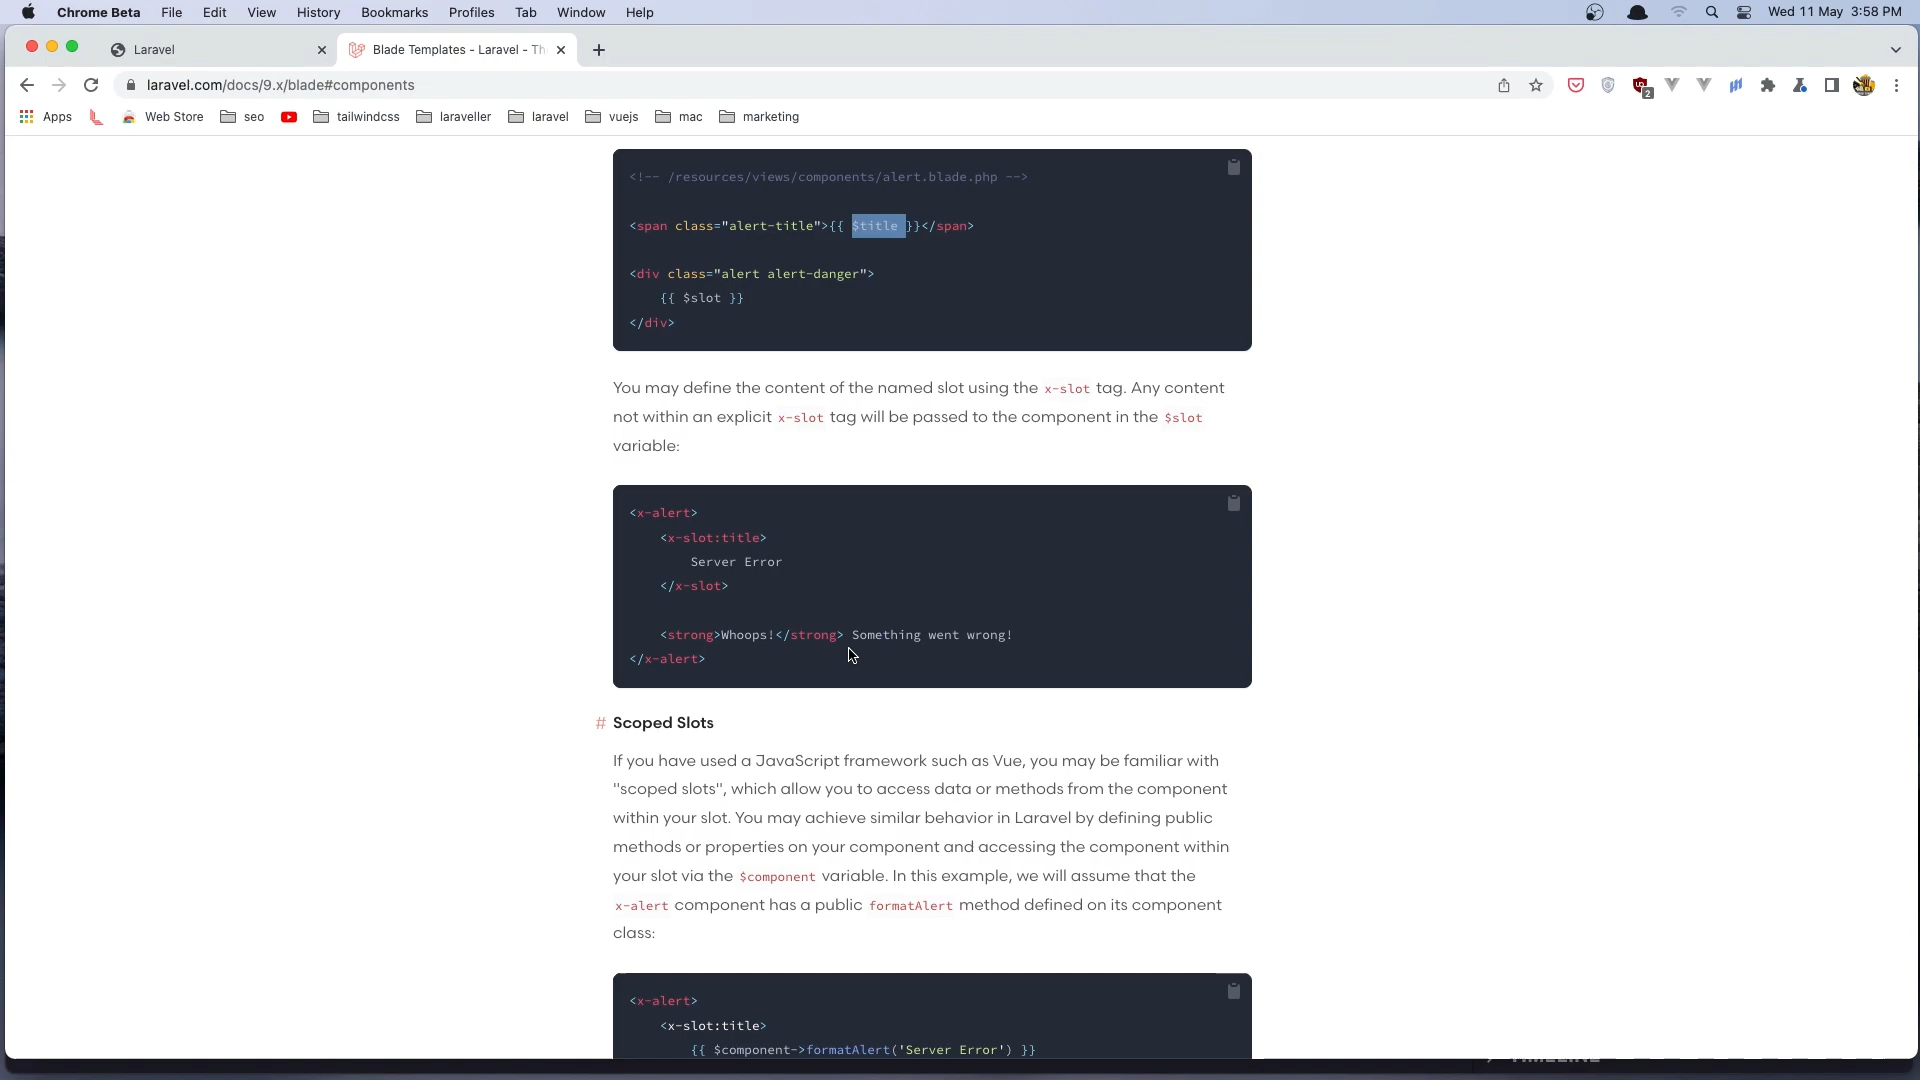 Chrome Beta File Edit View History Bookmarks Profiles Tab Window Help Wed 11 May 3:58 PM
Laravel
Blade Templates - Laravel - Th
laravel.com/docs/9.x/blade#components
2
Apps Web Store seo tailwindcss laraveller laravel vuejs mac marketing
<!-- /resources/views/components/alert.blade.php -->
<span class="alert-title">{{ $title }}</span>
<div class="alert alert-danger">
{{ $slot }}
</div>
You may define the content of the named slot using the x-slot tag. Any content
not within an explicit x-slot tag will be passed to the component in the $slot
variable:
<x-alert>
<x-slot:title>
Server Error
</x-slot>
<strong>Whoops!</strong> Something went wrong!
</x-alert>
# Scoped Slots
If you have used a JavaScript framework such as Vue, you may be familiar with
"scoped slots", which allow you to access data or methods from the component
within your slot. You may achieve similar behavior in Laravel by defining public
methods or properties on your component and accessing the component within
your slot via the $component variable. In this example, we will assume that the
x-alert component has a public formatAlert method defined on its component
class:
<x-alert>
<x-slot:title>
{{ $component->formatAlert('Server Error') }}
TIMELINE